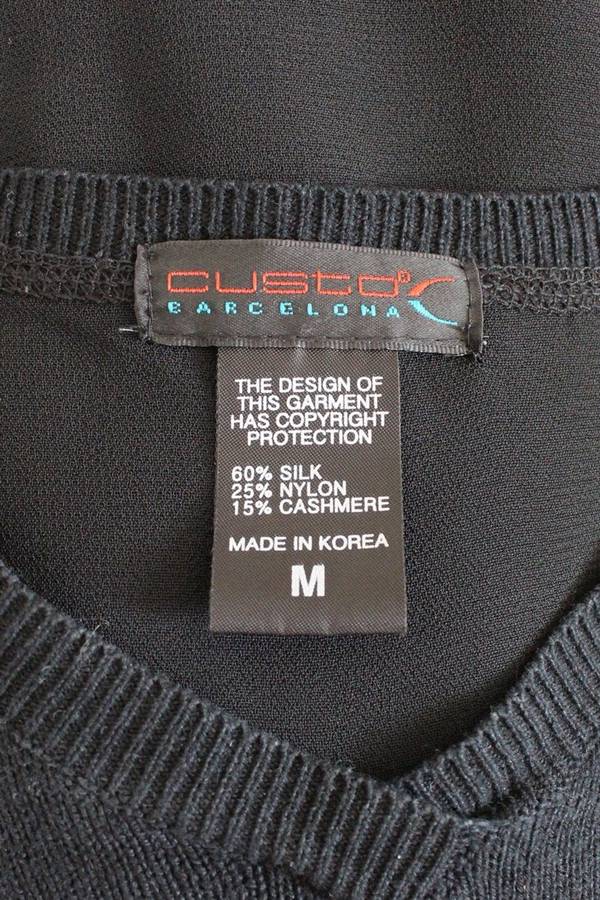 custo®
BARCELONA
THE DESIGN OF
THIS GARMENT
HAS COPYRIGHT
PROTECTION
60% SILK
25% NYLON
15% CASHMERE
MADE IN KOREA
M